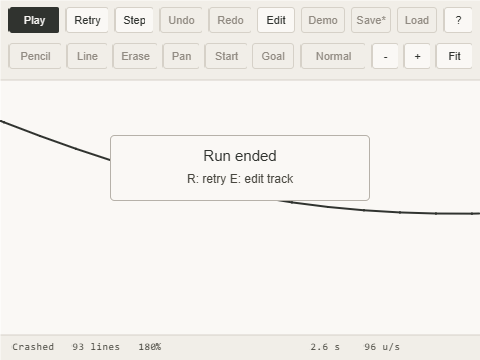 Play Retry Step Undo Redo Edit Demo Save* Load ?
Pencil Line Erase Pan Start Goal Normal - + Fit
Run ended
R: retry E: edit track
Crashed 93 lines 180% 2.6 s 96 u/s